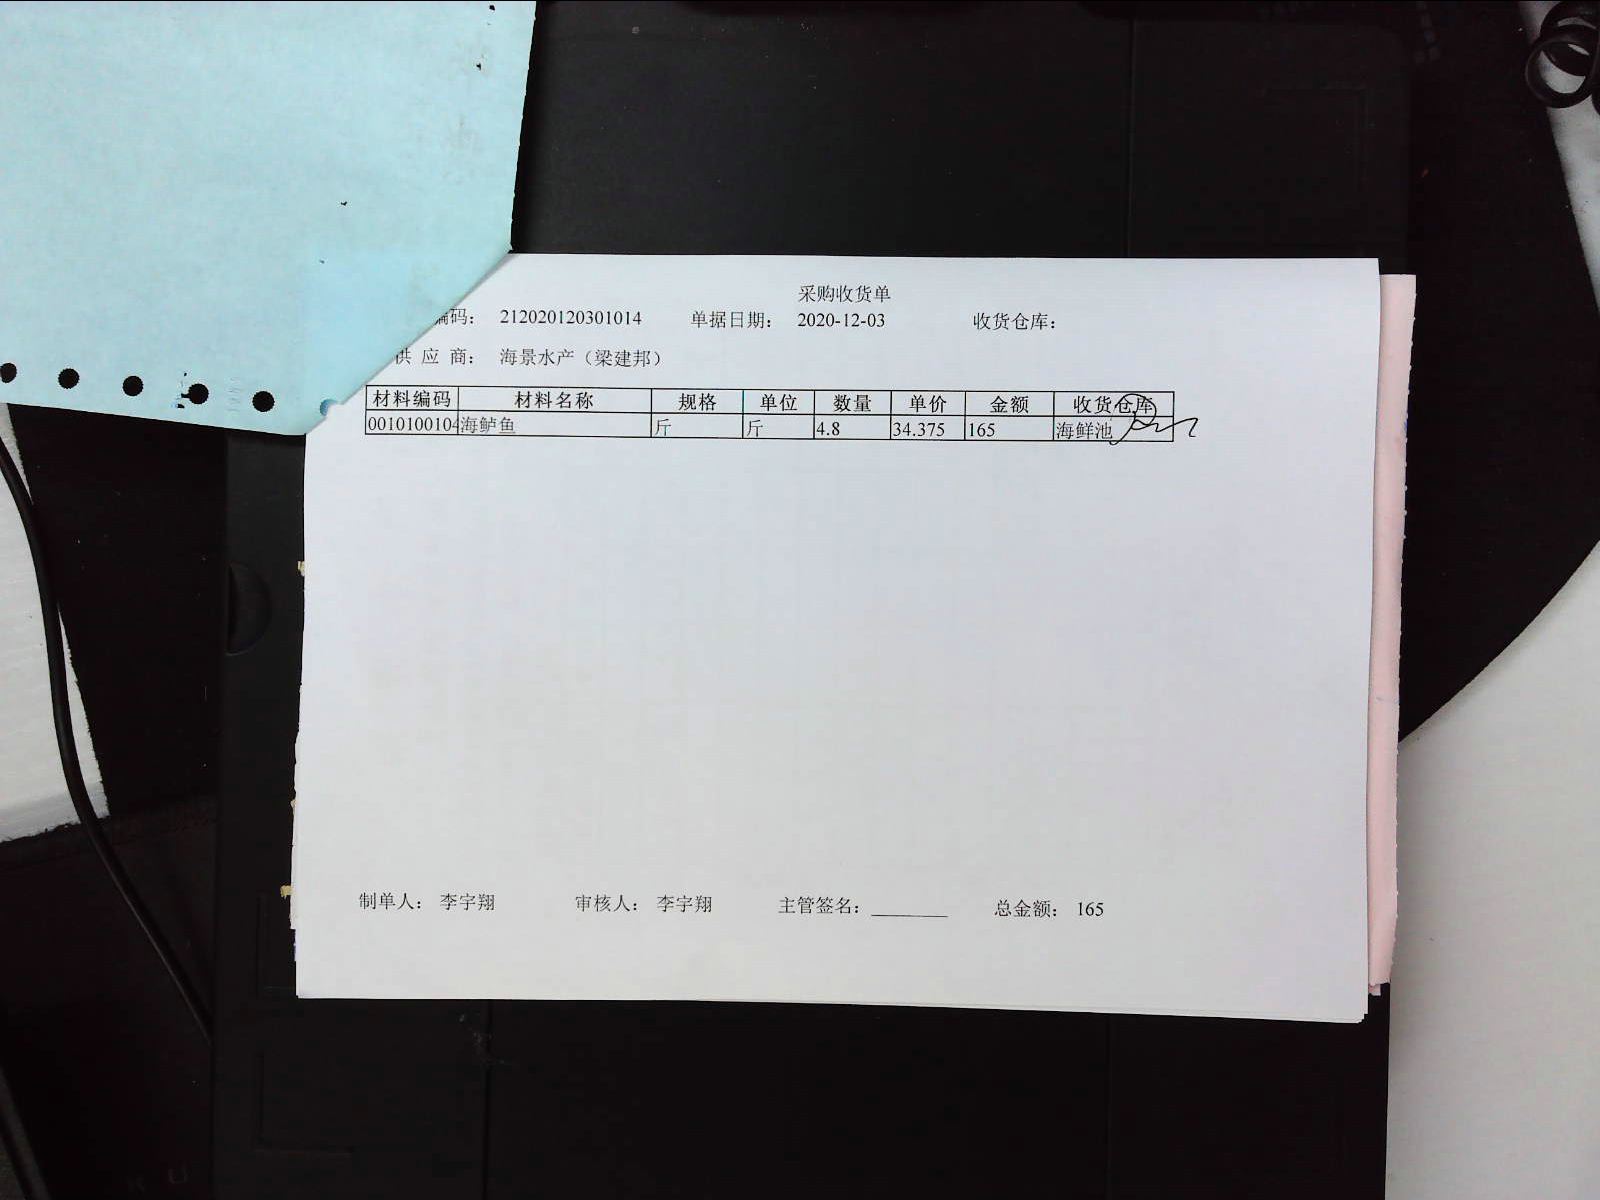 采购收货单
编码： 212020120301014 单据日期： 2020-12-03 收货仓库：
供 应 商： 海景水产（梁建邦）
材料编码 材料名称 规格 单位 数量 单价 金额 收货仓库
0010100104 海鲈鱼 斤 斤 4.8 34.375 165 海鲜池
制单人： 李宇翔 审核人： 李宇翔 主管签名： 总金额： 165